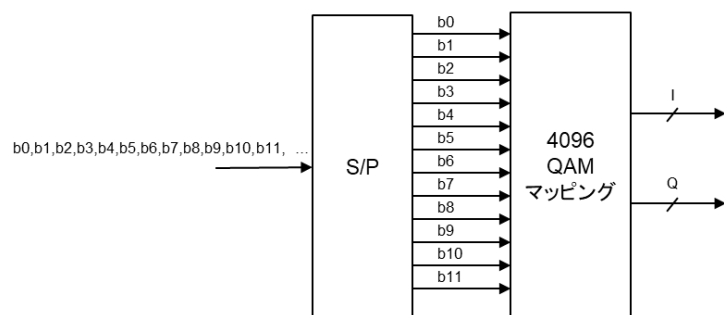 b0,b1,b2,b3,b4,b5,b6,b7,b8,b9,b10,b11, …
S/P
b0
b1
b2
b3
b4
b5
b6
b7
b8
b9
b10
b11
4096
QAM
マッピング
I
Q